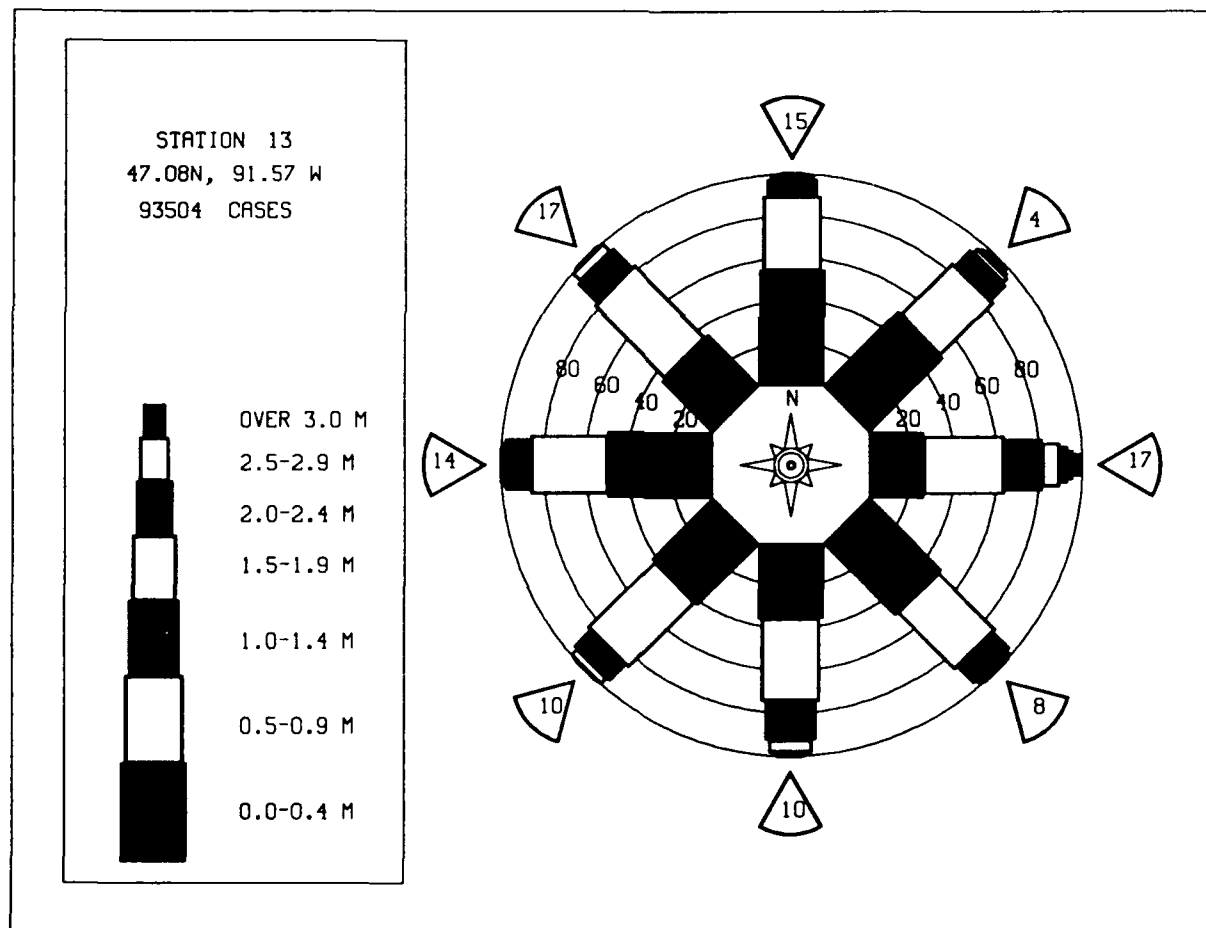 STATION 13
47.08N, 91.57 W
93504 CASES
OVER 3.0 M
2.5-2.9 M
2.0-2.4 M
1.5-1.9 M
1.0-1.4 M
0.5-0.9 M
0.0-0.4 M
15
17
4
80
60
40
20
N
20
40
60
80
14
17
10
8
10